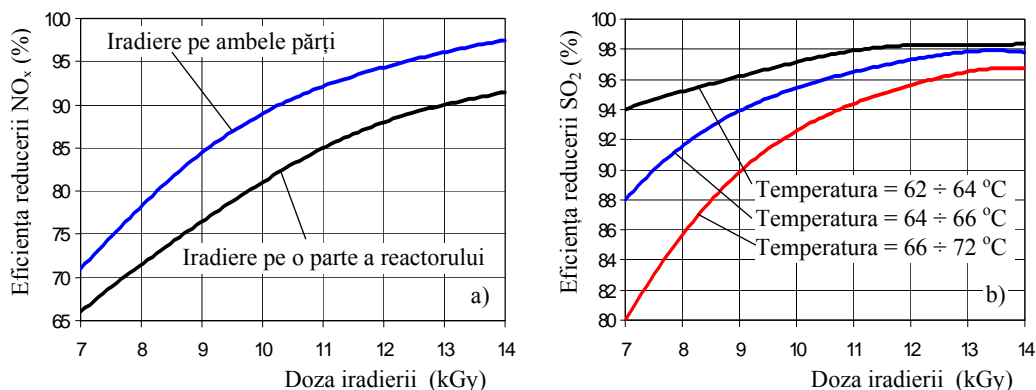 Eficiența reducerii NOx (%)
100
95
90
85
80
75
70
65
Iradiere pe ambele părți
Iradiere pe o parte a reactorului
a)
7 8 9 10 11 12 13 14
Doza iradierii (kGy)
Eficiența reducerii SO2 (%)
100
98
96
94
92
90
88
86
84
82
80
Temperatura = 62 ÷ 64 °C
Temperatura = 64 ÷ 66 °C
Temperatura = 66 ÷ 72 °C
b)
7 8 9 10 11 12 13 14
Doza iradierii (kGy)